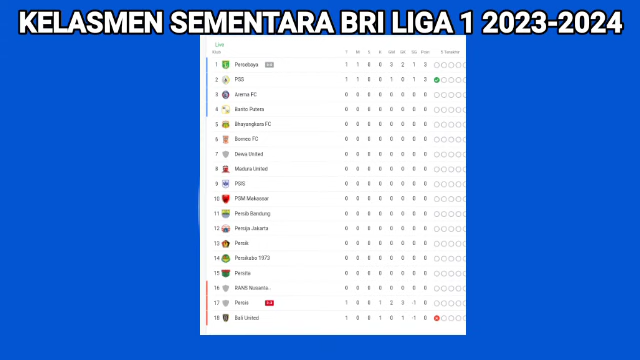 KELASMEN SEMENTARA BRI LIGA 1 2023-2024
Live
1 Persebaya 1 1 0 0 3 2 1 3
2 PSS 1 1 0 0 1 0 1 3
3 Arema FC 0 0 0 0 0 0 0 0
4 Barito Putera 0 0 0 0 0 0 0 0
5 Bhayangkara FC 0 0 0 0 0 0 0 0
6 Borneo FC 0 0 0 0 0 0 0 0
7 Dewa United 0 0 0 0 0 0 0 0
8 Madura United 0 0 0 0 0 0 0 0
9 PSIS 0 0 0 0 0 0 0 0
10 PSM Makassar 0 0 0 0 0 0 0 0
11 Persib Bandung 0 0 0 0 0 0 0 0
12 Persija Jakarta 0 0 0 0 0 0 0 0
13 Persik 0 0 0 0 0 0 0 0
14 Persikabo 1973 0 0 0 0 0 0 0 0
15 Persita 0 0 0 0 0 0 0 0
16 RANS Nusanta.. 0 0 0 0 0 0 0 0
17 Persis 1 0 0 1 2 3 -1 0
18 Bali United 1 0 0 1 0 1 -1 0